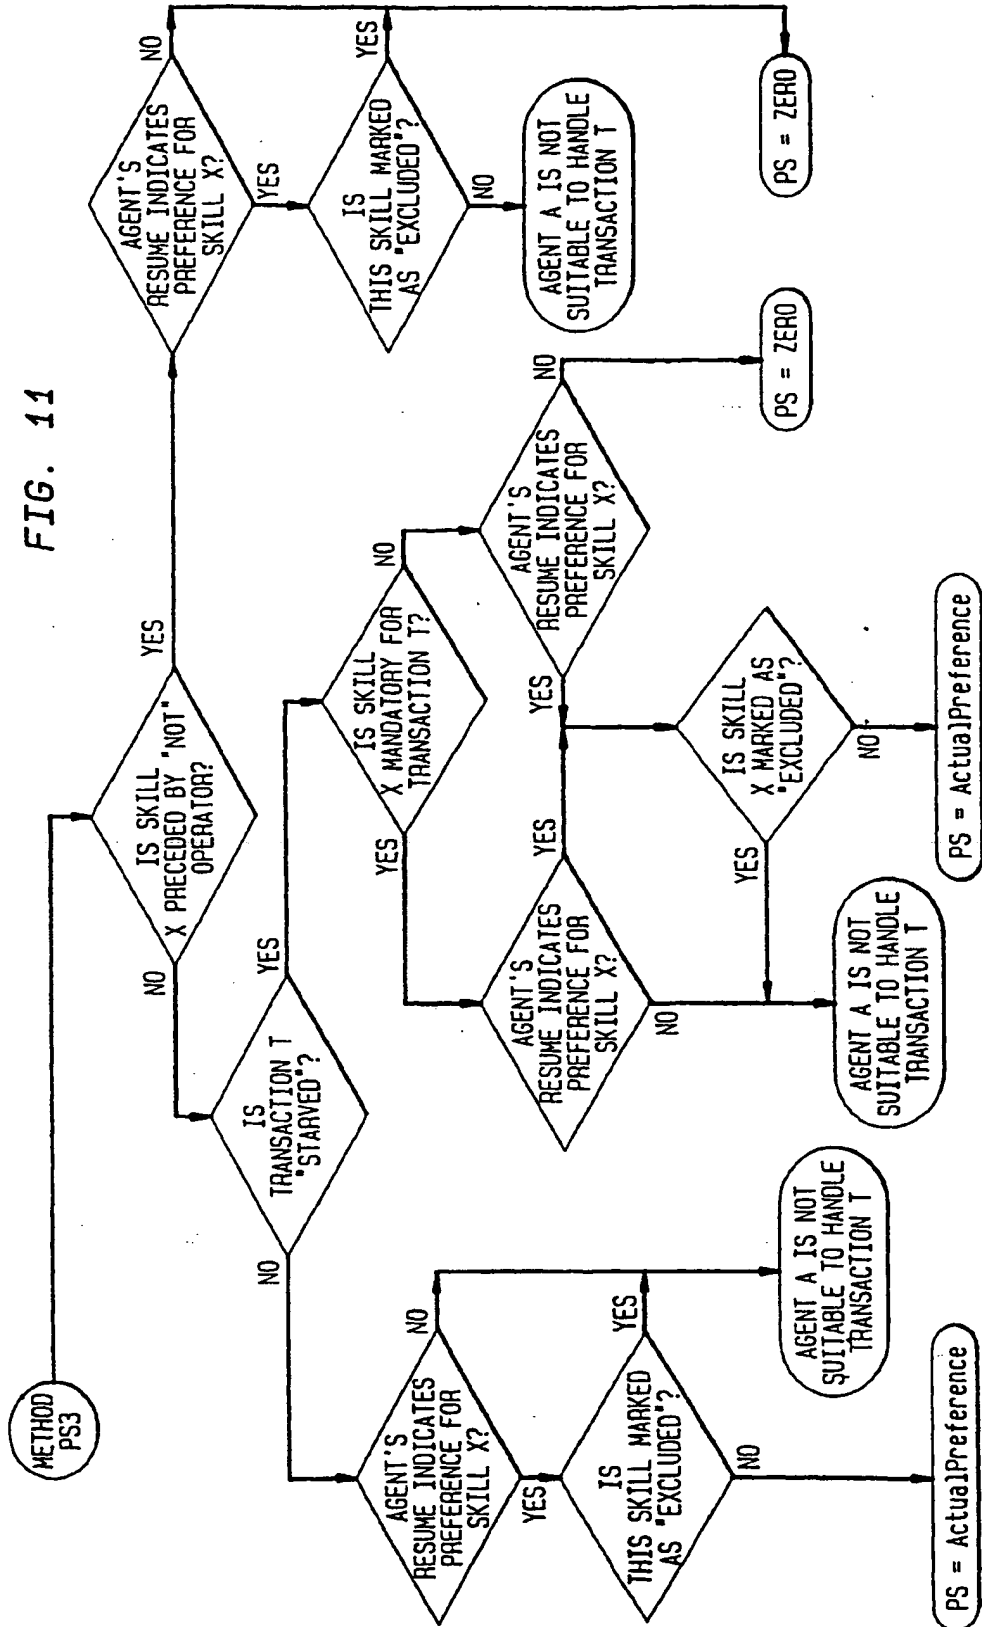 FIG. 11
METHOD
PS3
IS SKILL
X PRECEDED BY "NOT"
OPERATOR?
NO
YES
AGENT'S
RESUME INDICATES
PREFERENCE FOR
SKILL X?
NO
YES
IS
THIS SKILL MARKED
AS "EXCLUDED"?
YES
NO
AGENT A IS NOT
SUITABLE TO HANDLE
TRANSACTION T
PS = ZERO
IS
TRANSACTION T
"STARVED"?
NO
YES
IS SKILL
X MANDATORY FOR
TRANSACTION T?
YES
NO
AGENT'S
RESUME INDICATES
PREFERENCE FOR
SKILL X?
YES
NO
PS = ZERO
AGENT'S
RESUME INDICATES
PREFERENCE FOR
SKILL X?
YES
NO
IS SKILL
X MARKED AS
"EXCLUDED"?
YES
NO
AGENT A IS NOT
SUITABLE TO HANDLE
TRANSACTION T
PS = ActualPreference
AGENT'S
RESUME INDICATES
PREFERENCE FOR
SKILL X?
NO
YES
IS
THIS SKILL MARKED
AS "EXCLUDED"?
YES
NO
AGENT A IS NOT
SUITABLE TO HANDLE
TRANSACTION T
PS = ActualPreference